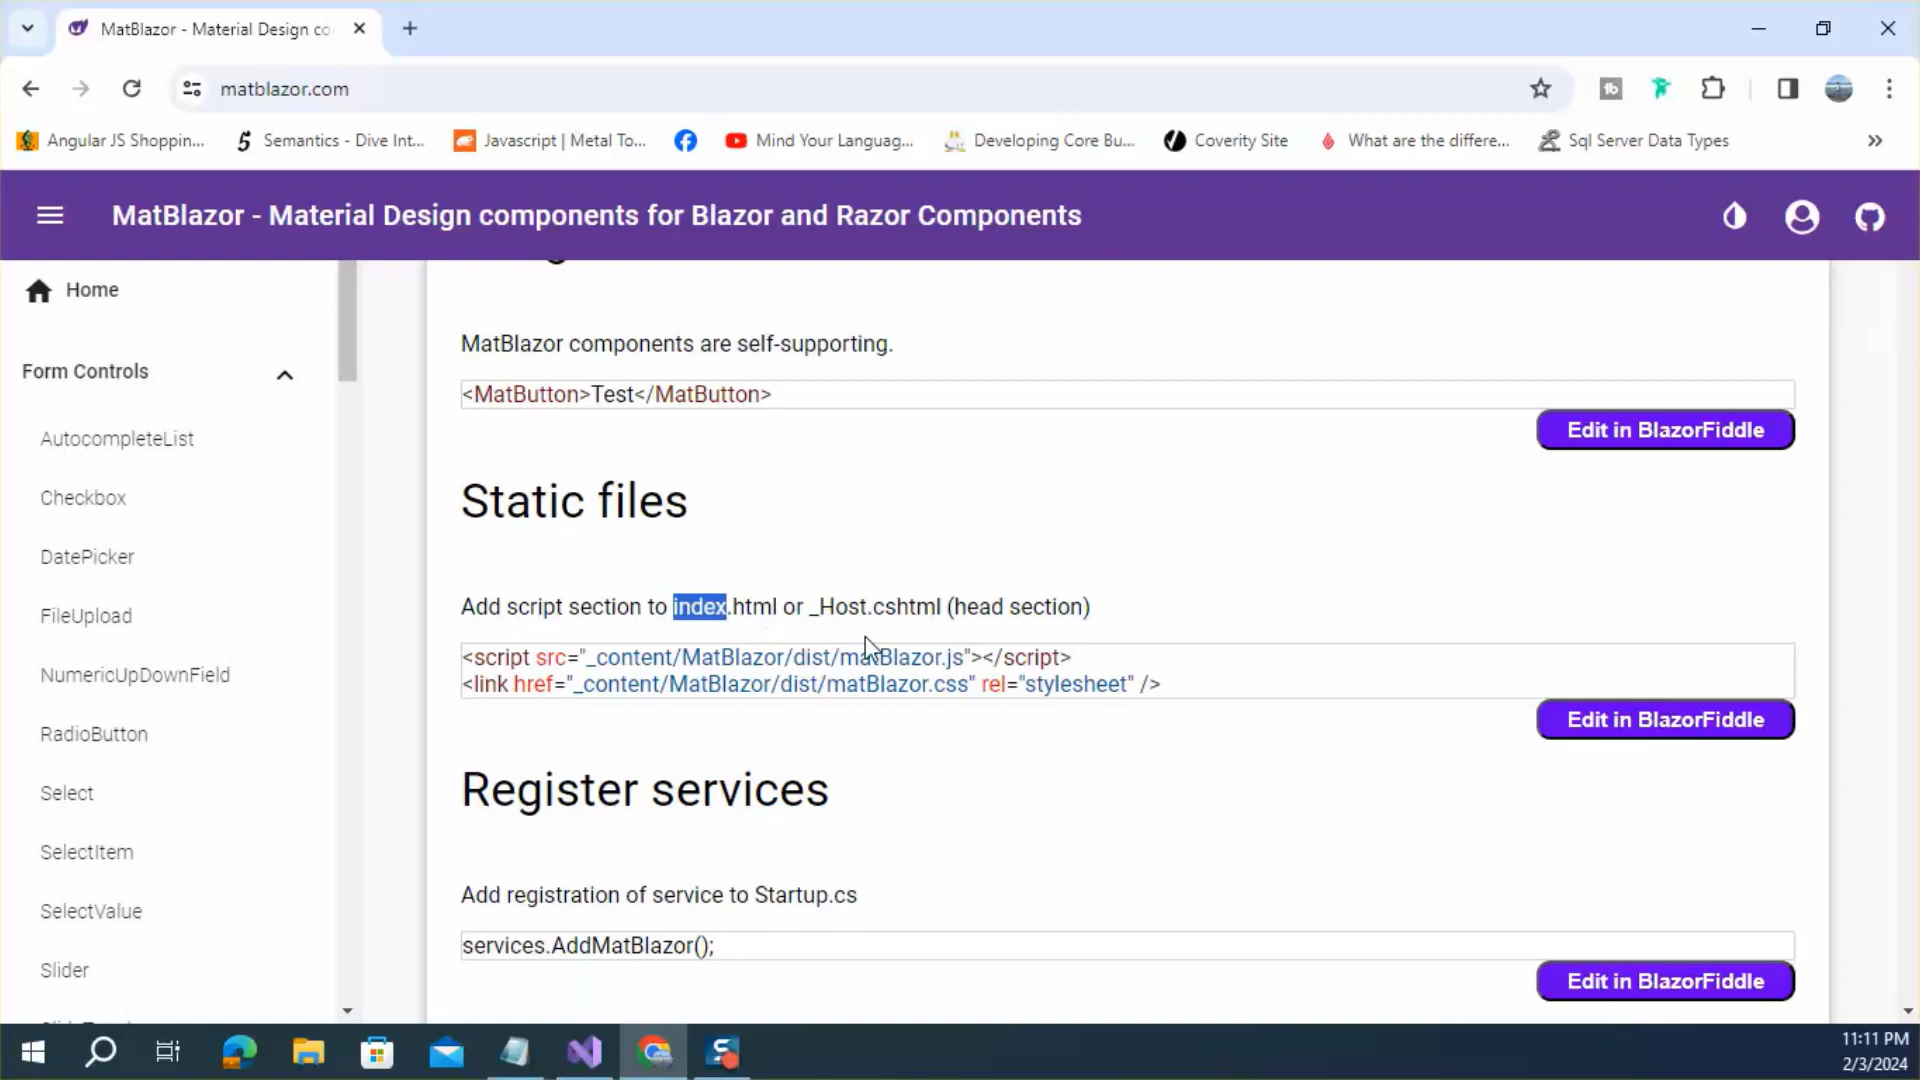 MatBlazor - Material Design co
matblazor.com
Angular JS Shoppin...
Semantics - Dive Int...
Javascript | Metal To...
Mind Your Languag...
Developing Core Bu...
Coverity Site
What are the differe...
Sql Server Data Types
MatBlazor - Material Design components for Blazor and Razor Components
Home
Form Controls
AutocompleteList
Checkbox
DatePicker
FileUpload
NumericUpDownField
RadioButton
Select
SelectItem
SelectValue
Slider
MatBlazor components are self-supporting.
<MatButton>Test</MatButton>
Edit in BlazorFiddle
Static files
Add script section to index.html or _Host.cshtml (head section)
<script src="_content/MatBlazor/dist/matBlazor.js"></script>
<link href="_content/MatBlazor/dist/matBlazor.css" rel="stylesheet" />
Edit in BlazorFiddle
Register services
Add registration of service to Startup.cs
services.AddMatBlazor();
Edit in BlazorFiddle
11:11 PM
2/3/2024